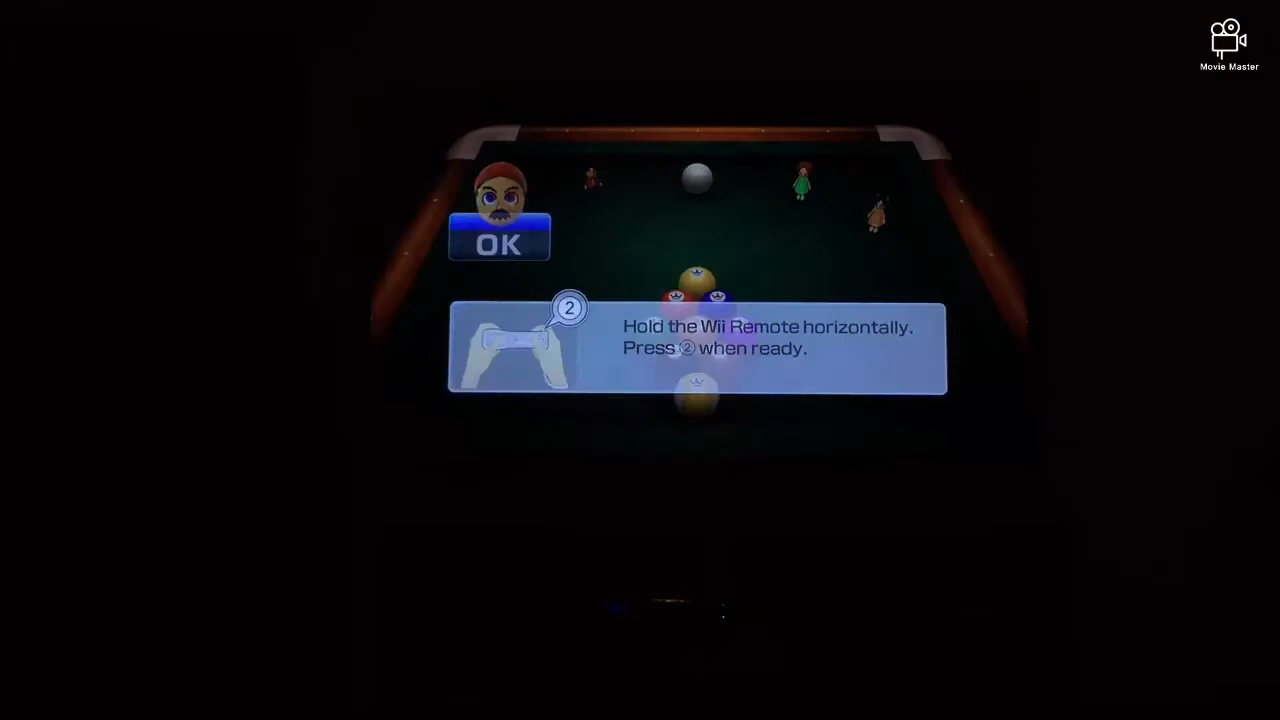 Movie Master
OK
2
Hold the Wii Remote horizontally.
Press ② when ready.